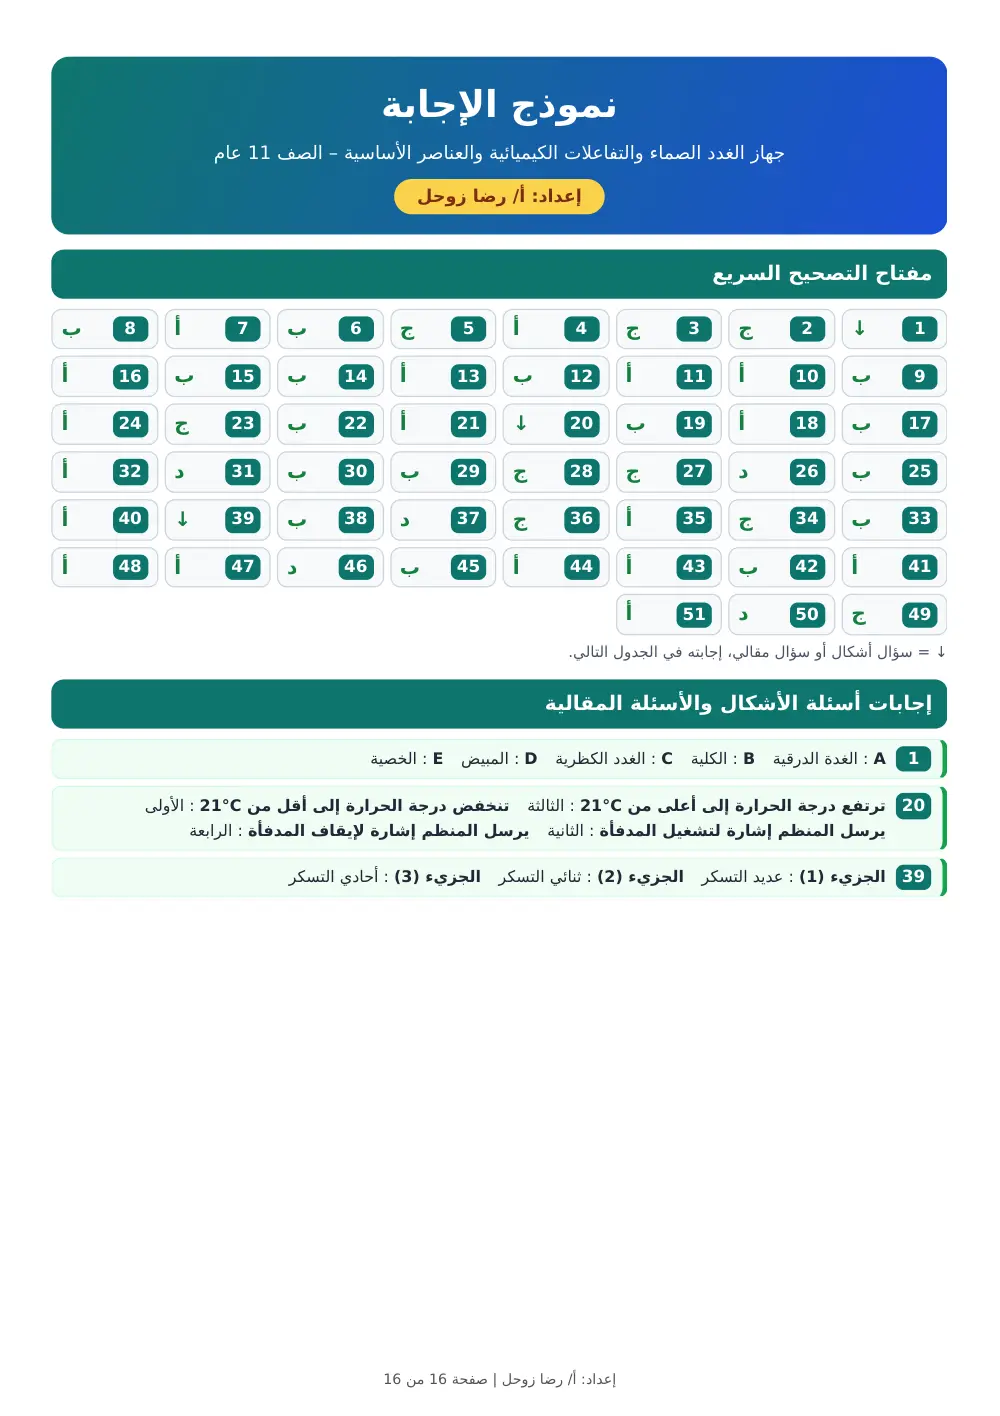 نموذج الإجابة
جهاز الغدد الصماء والتفاعلات الكيميائية والعناصر الأساسية – الصف 11 عام
إعداد: أ/ رضا زوحل
مفتاح التصحيح السريع
1 ↓ 2 ج 3 ج 4 أ 5 ج 6 ب 7 أ 8 ب
9 ب 10 أ 11 أ 12 ب 13 أ 14 ب 15 ب 16 أ
17 ب 18 أ 19 ب 20 ↓ 21 أ 22 ب 23 ج 24 أ
25 ب 26 د 27 ج 28 ج 29 ب 30 ب 31 د 32 أ
33 ب 34 ج 35 أ 36 ج 37 د 38 ب 39 ↓ 40 أ
41 أ 42 ب 43 أ 44 أ 45 ب 46 د 47 أ 48 أ
49 ج 50 د 51 أ
↓ = سؤال أشكال أو سؤال مقالي، إجابته في الجدول التالي.
إجابات أسئلة الأشكال والأسئلة المقالية
1 A : الغدة الدرقية B : الكلية C : الغدد الكظرية D : المبيض E : الخصية
20 ترتفع درجة الحرارة إلى أعلى من 21°C : الثالثة تنخفض درجة الحرارة إلى أقل من 21°C : الأولى
يرسل المنظم إشارة لتشغيل المدفأة : الثانية يرسل المنظم إشارة لإيقاف المدفأة : الرابعة
39 الجزيء (1) : عديد التسكر الجزيء (2) : ثنائي التسكر الجزيء (3) : أحادي التسكر
إعداد: أ/ رضا زوحل | صفحة 16 من 16